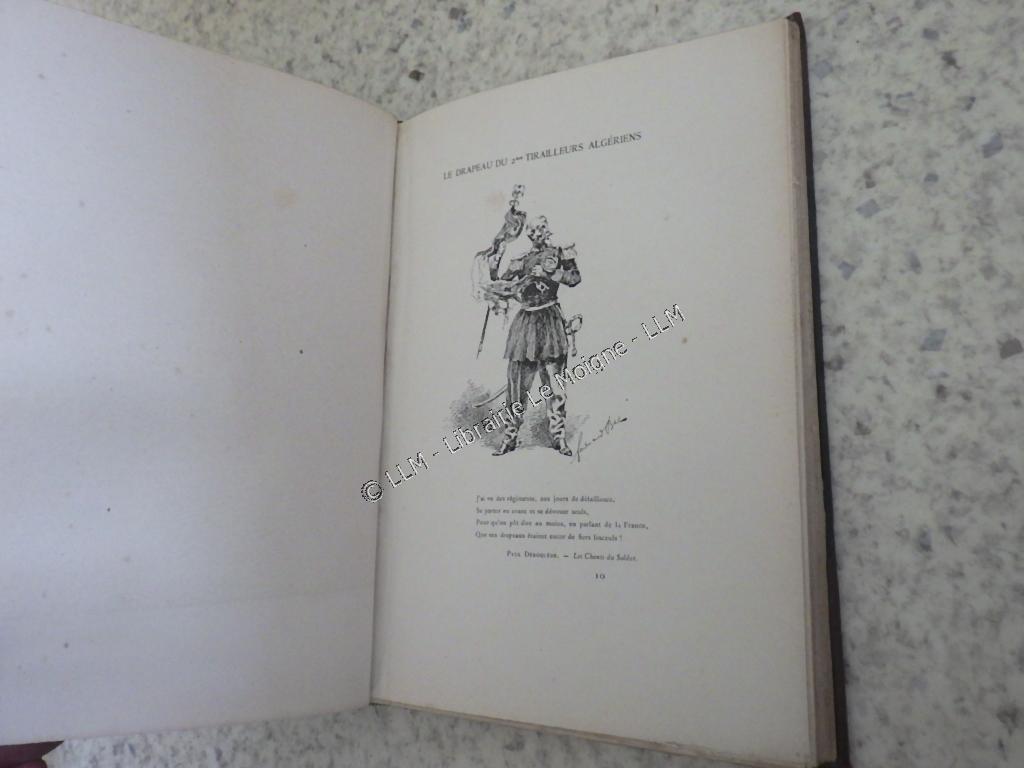 LE DRAPEAU DU 2me TIRAILLEURS ALGÉRIENS
© LLM - Librairie Le Moigne - LLM
J'ai vu des régiments, aux jours de défaillance,
Se porter en avant et se dévouer seuls,
Pour qu'on pût dire au moins, en parlant de la France,
Que ses drapeaux étaient encor de fiers linceuls !
PAUL DÉROULÈDE. — Les Chants du Soldat.
10